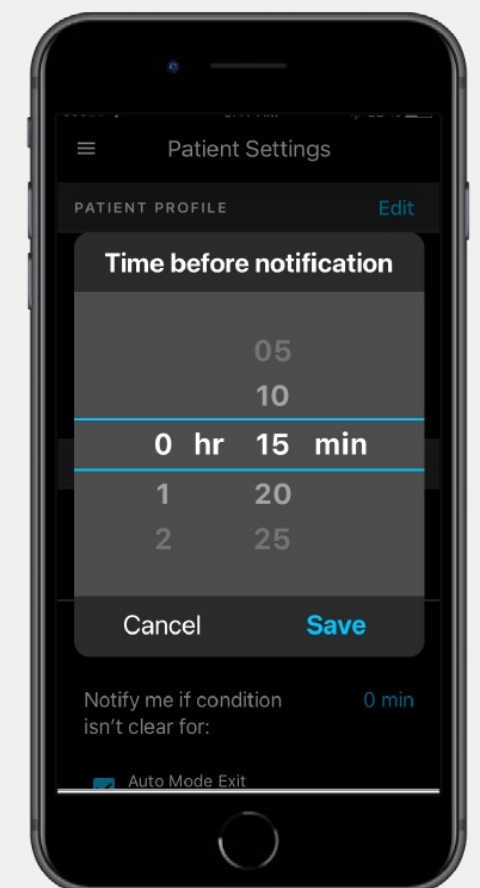 Patient Settings
PATIENT PROFILE Edit
Time before notification
05
10
0 hr 15 min
1 20
2 25
Cancel Save
Notify me if condition 0 min
isn't clear for:
Auto Mode Exit